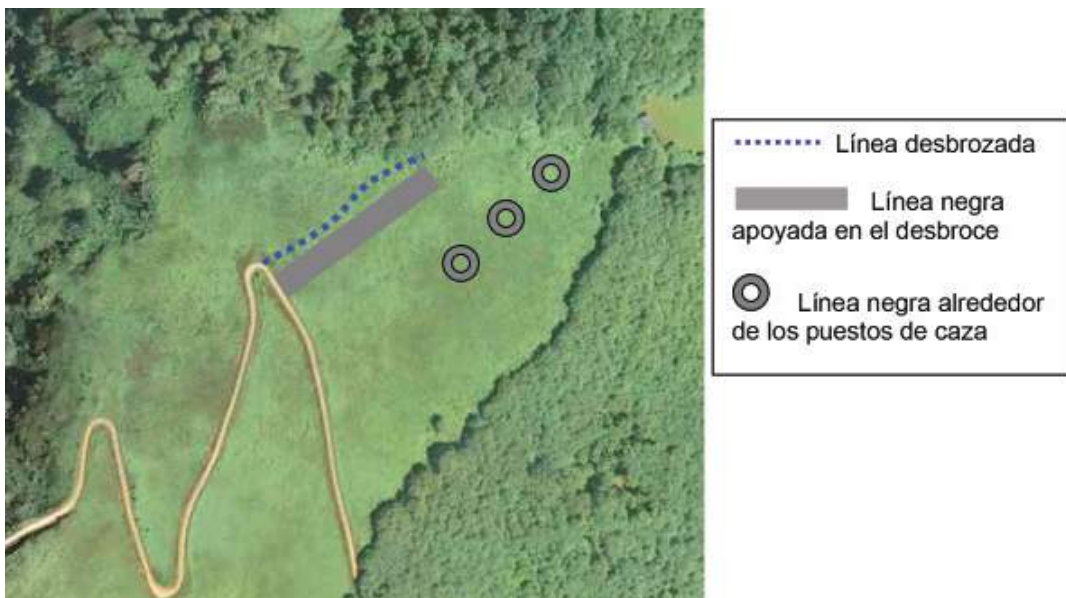 Línea desbrozada
Línea negra
apoyada en el desbroce
Línea negra alrededor
de los puestos de caza